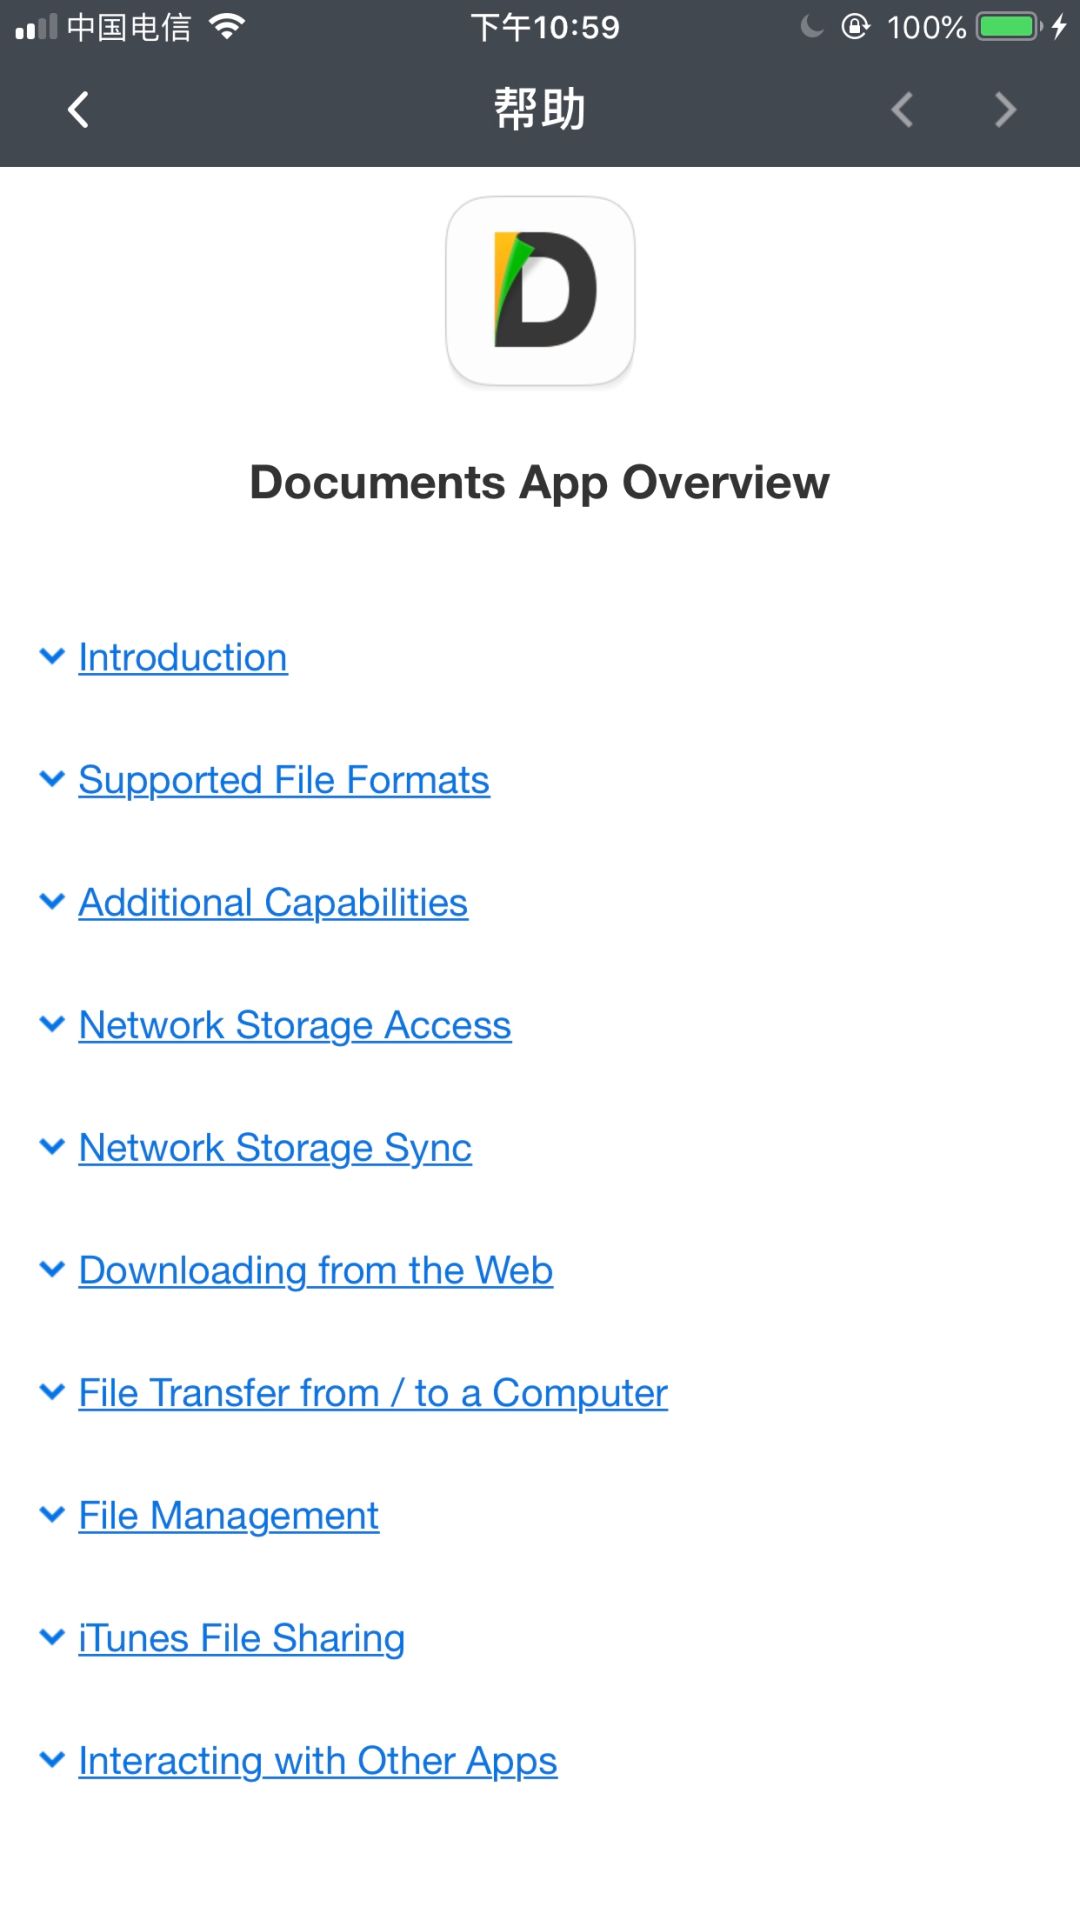 中国电信 下午10:59 100%
帮助
D
Documents App Overview
Introduction
Supported File Formats
Additional Capabilities
Network Storage Access
Network Storage Sync
Downloading from the Web
File Transfer from / to a Computer
File Management
iTunes File Sharing
Interacting with Other Apps